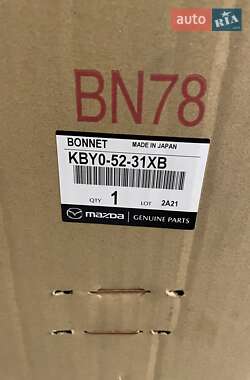 auto RIA
BN78
BONNET MADE IN JAPAN
KBY0-52-31XB
QTY 1 LOT 2A21
mazda GENUINE PARTS